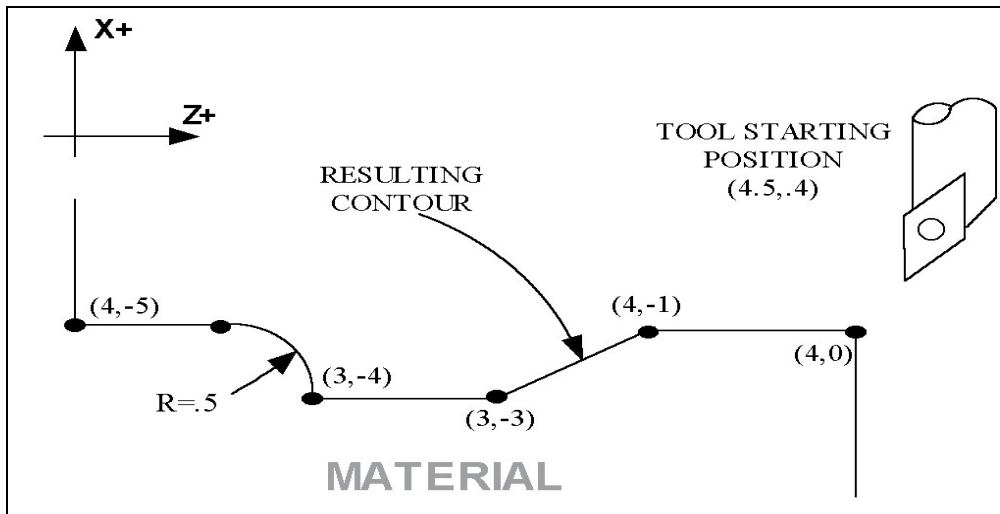 X+
Z+
TOOL STARTING
POSITION
(4.5,.4)
RESULTING
CONTOUR
(4,-5)
(4,-1)
(4,0)
R=.5
(3,-4)
(3,-3)
MATERIAL